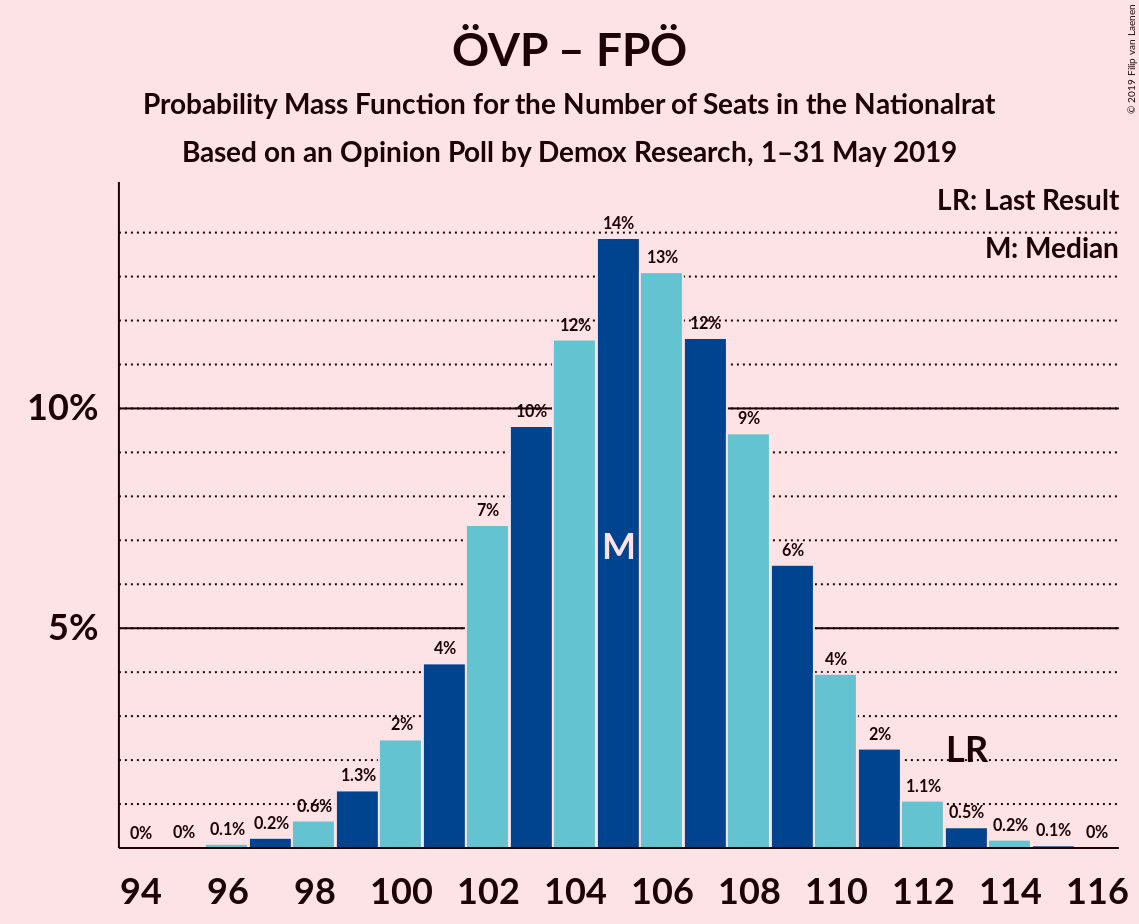 ÖVP – FPÖ
Probability Mass Function for the Number of Seats in the Nationalrat
Based on an Opinion Poll by Demox Research, 1–31 May 2019
© 2019 Filip van Laenen
LR: Last Result
M: Median
10%
5%
0% 0% 0.1% 0.2% 0.6% 1.3% 2% 4% 7% 10% 12% 14% 13% 12% 9% 6% 4% 2% 1.1% 0.5% 0.2% 0.1% 0%
M
LR
94 96 98 100 102 104 106 108 110 112 114 116